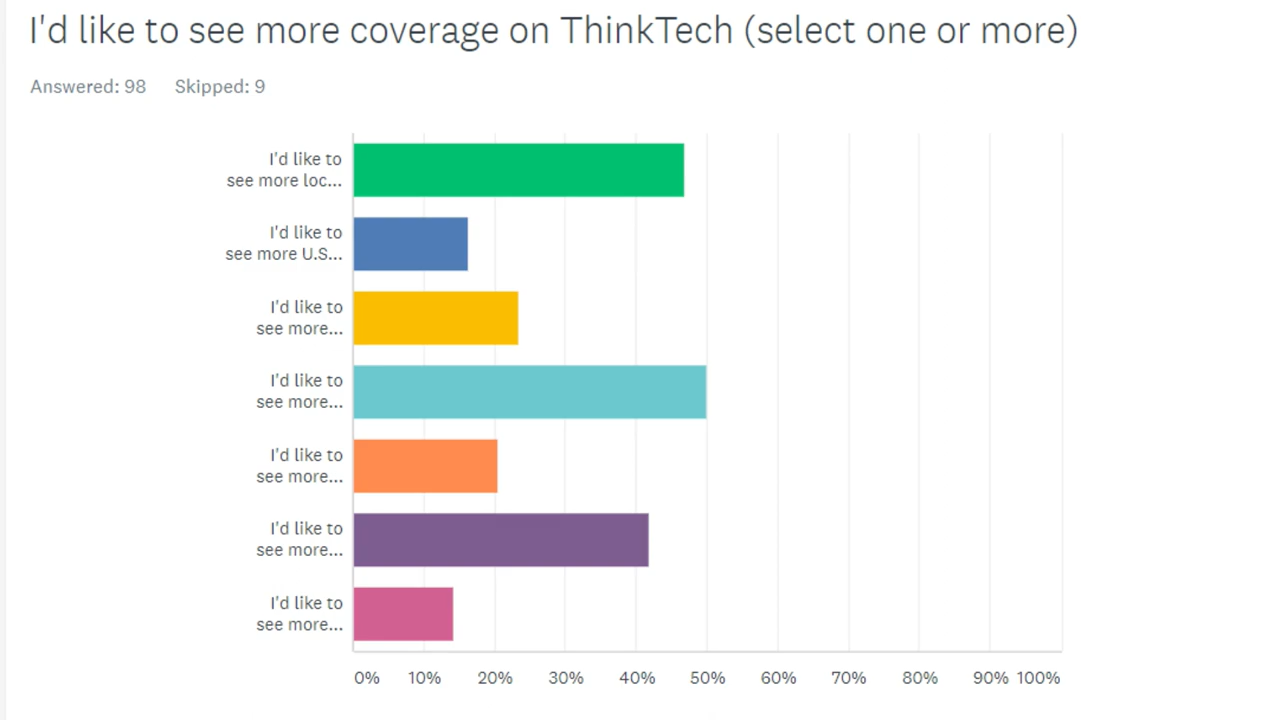 I'd like to see more coverage on ThinkTech (select one or more)
Answered: 98 Skipped: 9
I'd like to
see more loc...
I'd like to
see more U.S...
I'd like to
see more...
I'd like to
see more...
I'd like to
see more...
I'd like to
see more...
I'd like to
see more...
0% 10% 20% 30% 40% 50% 60% 70% 80% 90% 100%